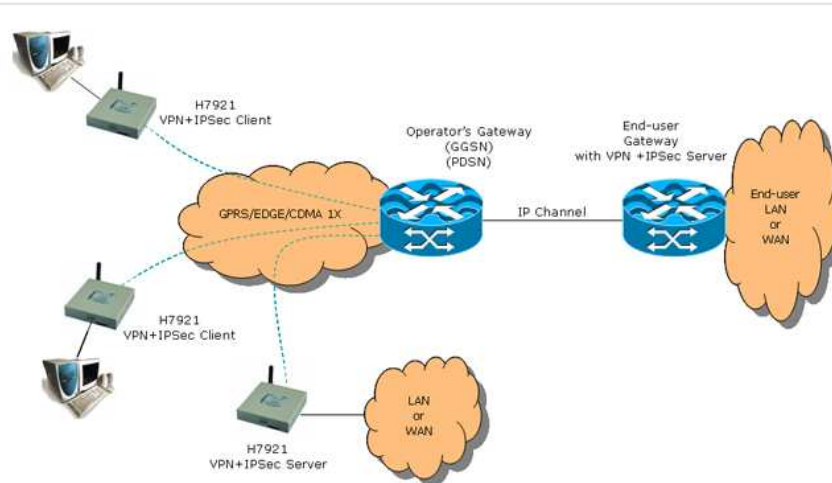 H7921
VPN+IPSec Client
Operator's Gateway
(GGSN)
(PDSN)
End-user
Gateway
with VPN +IPSec Server
GPRS/EDGE/CDMA 1X
IP Channel
End-user
LAN
or
WAN
H7921
VPN+IPSec Client
LAN
or
WAN
H7921
VPN+IPSec Server